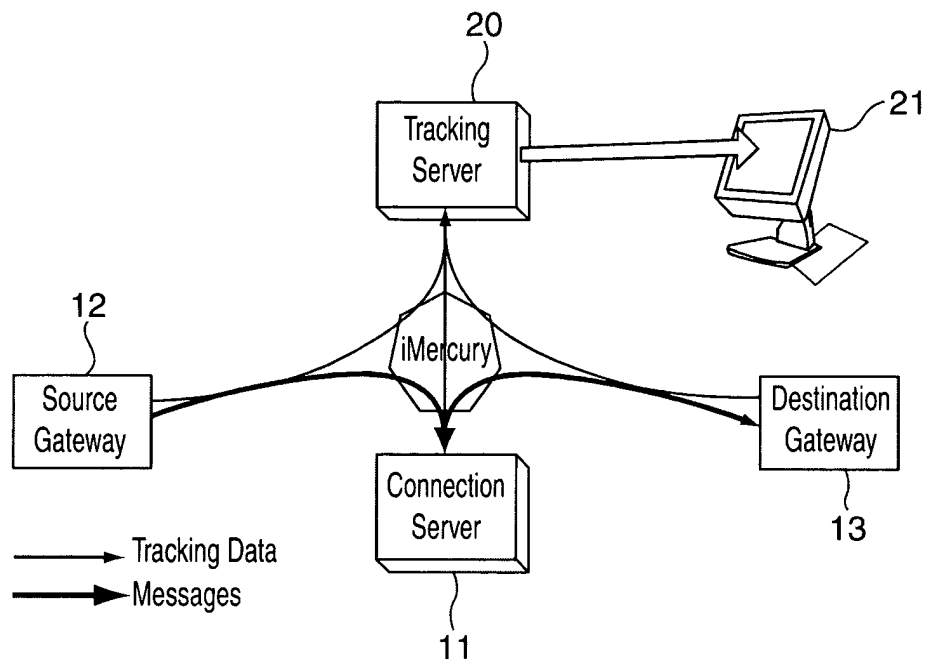 20
Tracking
Server
21
12
iMercury
Source
Gateway
Destination
Gateway
Connection
Server
13
Tracking Data
Messages
11